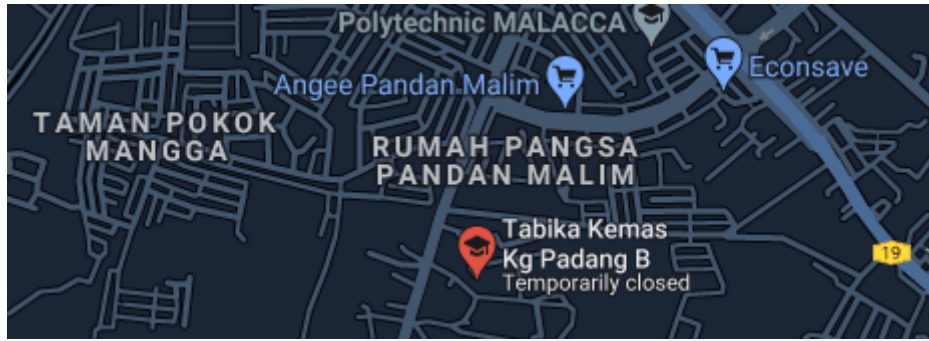 Polytechnic MALACCA
Econsave
Angee Pandan Malim
TAMAN POKOK
MANGGA
RUMAH PANGSA
PANDAN MALIM
Tabika Kemas
Kg Padang B
Temporarily closed
19